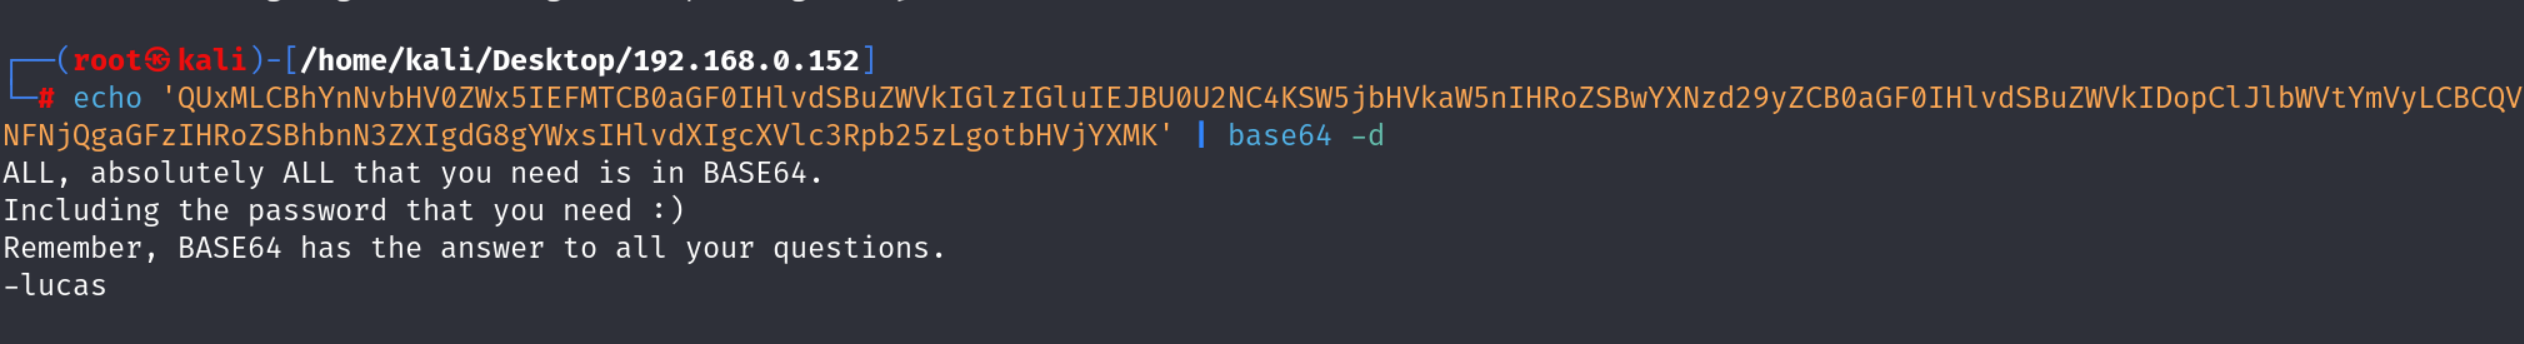 ┌──(root㉿kali)-[/home/kali/Desktop/192.168.0.152]
└─# echo 'QUxMLCBhYnNvbHV0ZWx5IEFMTCB0aGF0IHlvdSBuZWVkIGlzIGluIEJBU0U2NC4KSW5jbHVkaW5nIHRoZSBwYXNzd29yZCB0aGF0IHlvdSBuZWVkIDopClJlbWVtYmVyLCBCQV
NFNjQgaGFzIHRoZSBhbnN3ZXIgdG8gYWxsIHlvdXIgcXVlc3Rpb25zLgotbHVjYXMK' | base64 -d
ALL, absolutely ALL that you need is in BASE64.
Including the password that you need :)
Remember, BASE64 has the answer to all your questions.
-lucas